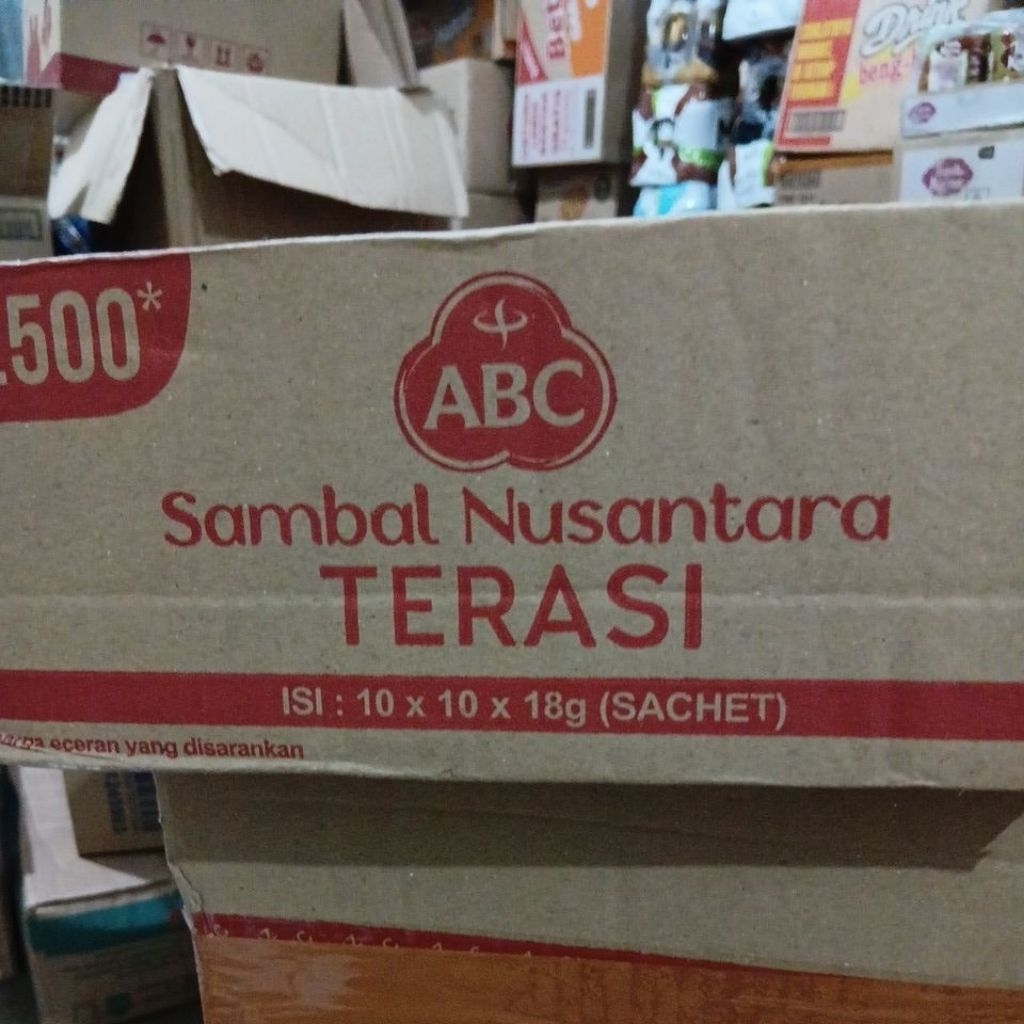 .500*
ABC
Sambal Nusantara
TERASI
ISI : 10 x 10 x 18g (SACHET)
eceran yang disarankan